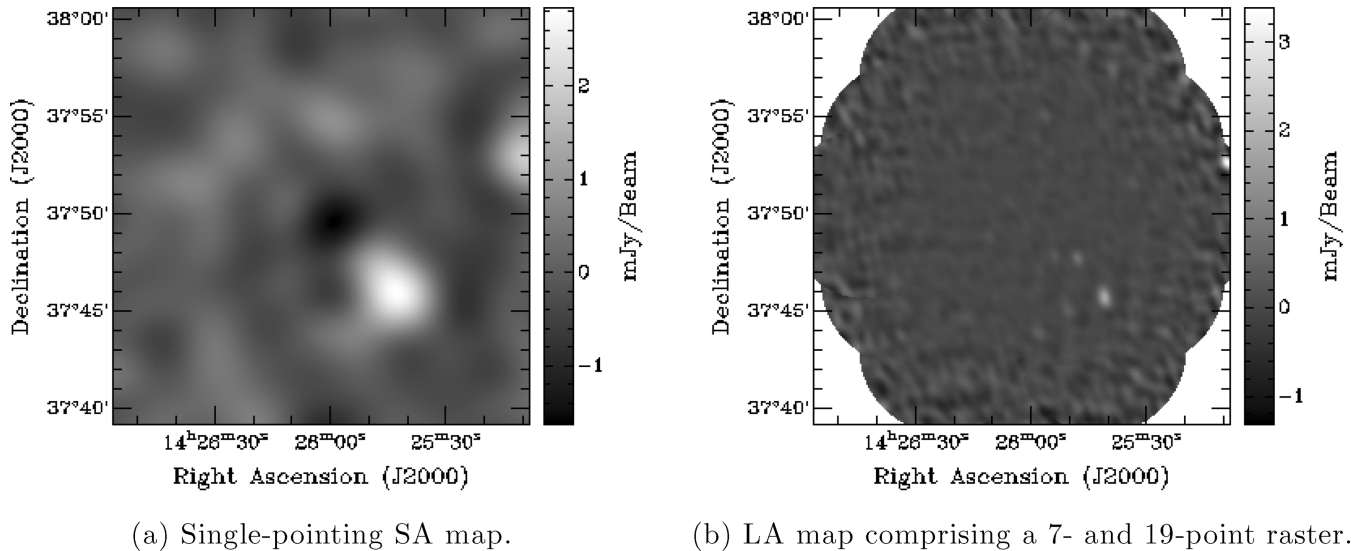 38°00'
37°55'
37°50'
37°45'
37°40'
Declination (J2000)
14ʰ26ᵐ30ˢ 26ᵐ00ˢ 25ᵐ30ˢ
Right Ascension (J2000)
2
1
0
−1
mJy/Beam
(a) Single-pointing SA map.
38°00'
37°55'
37°50'
37°45'
37°40'
Declination (J2000)
14ʰ26ᵐ30ˢ 26ᵐ00ˢ 25ᵐ30ˢ
Right Ascension (J2000)
3
2
1
0
−1
mJy/Beam
(b) LA map comprising a 7- and 19-point raster.